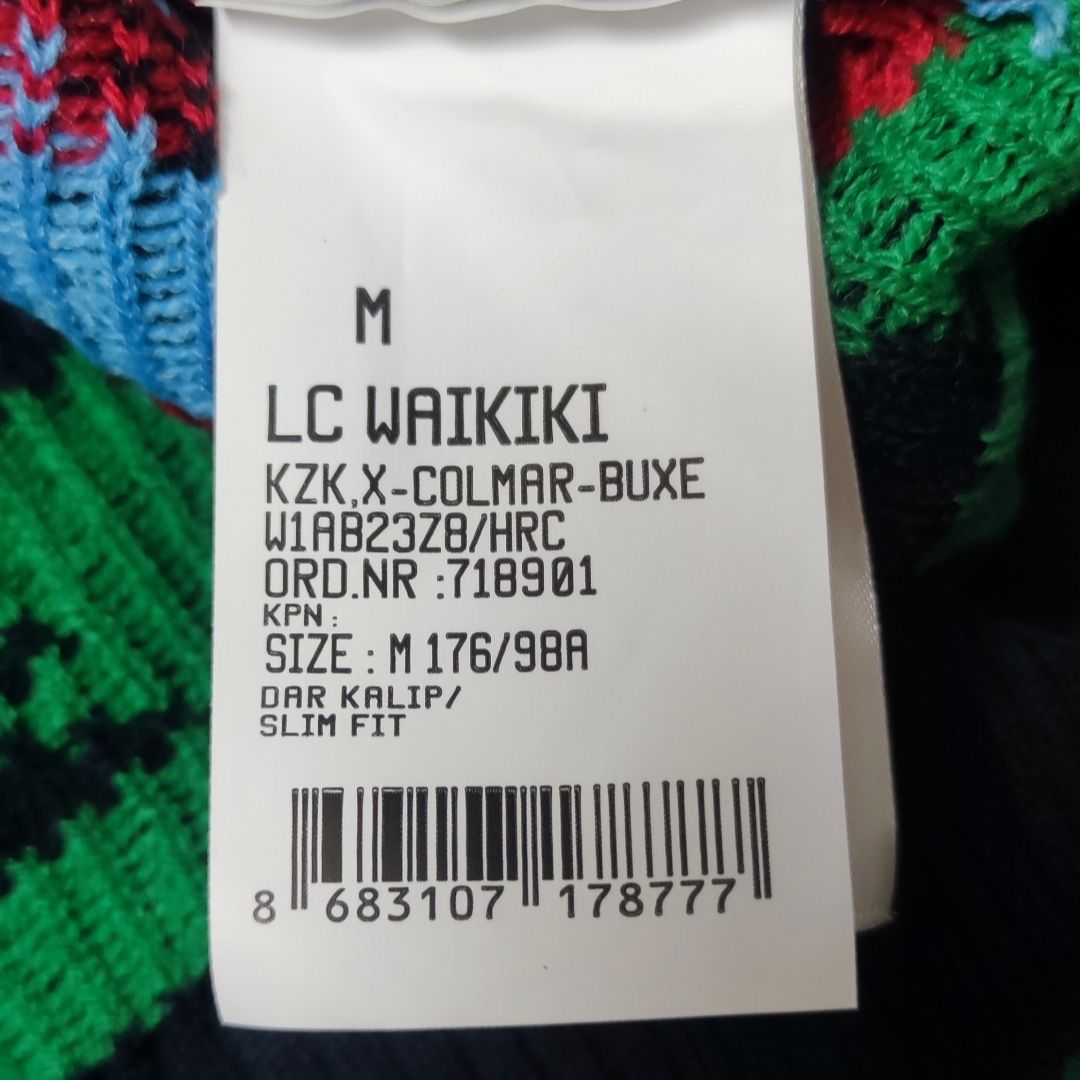 M
LC WAIKIKI
KZK,X-COLMAR-BUXE
W1AB23Z8/HRC
ORD.NR :718901
KPN :
SIZE : M 176/98A
DAR KALIP/
SLIM FIT
8 683107 178777